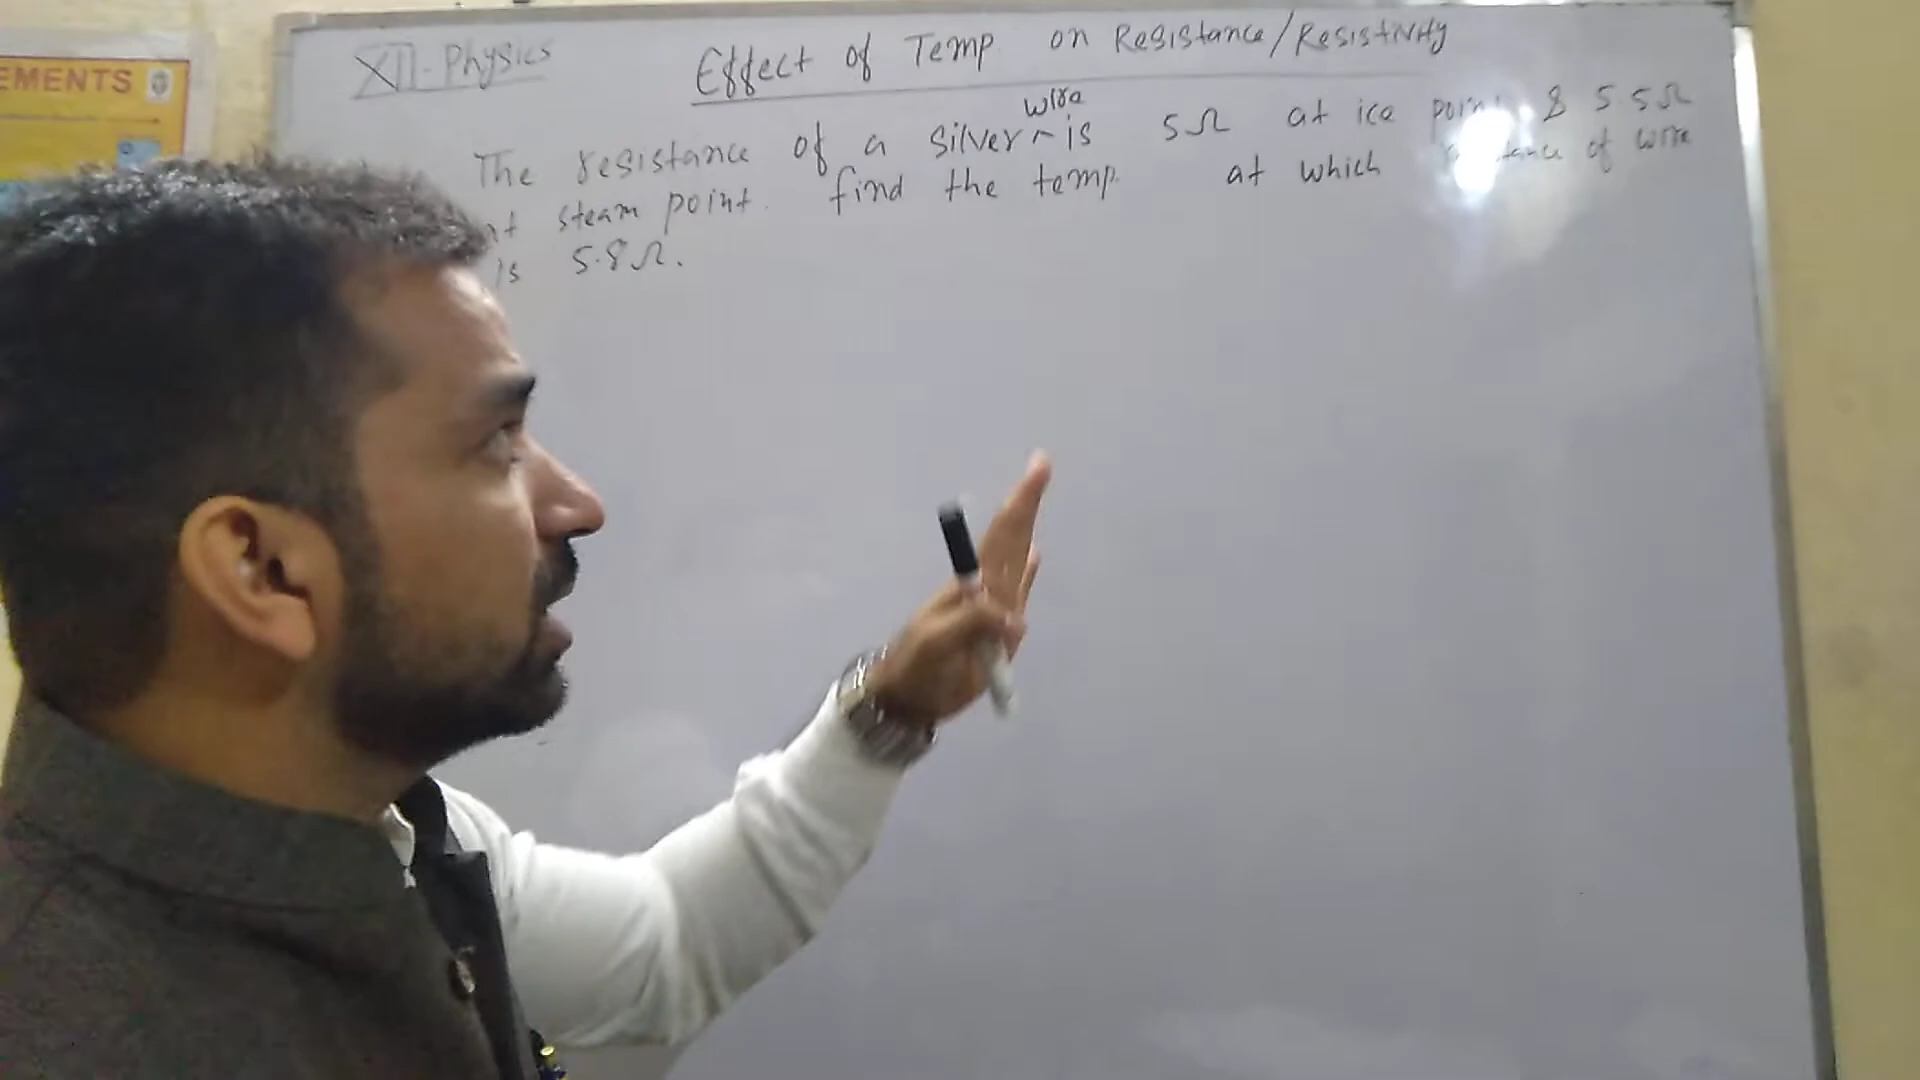 EMENTS
XII-Physics
Effect of Temp. on Resistance/Resistivity
wire
The resistance of a silver ^ is 5Ω at ice point & 5.5Ω
at steam point. find the temp. at which of wire
is 5.8Ω.